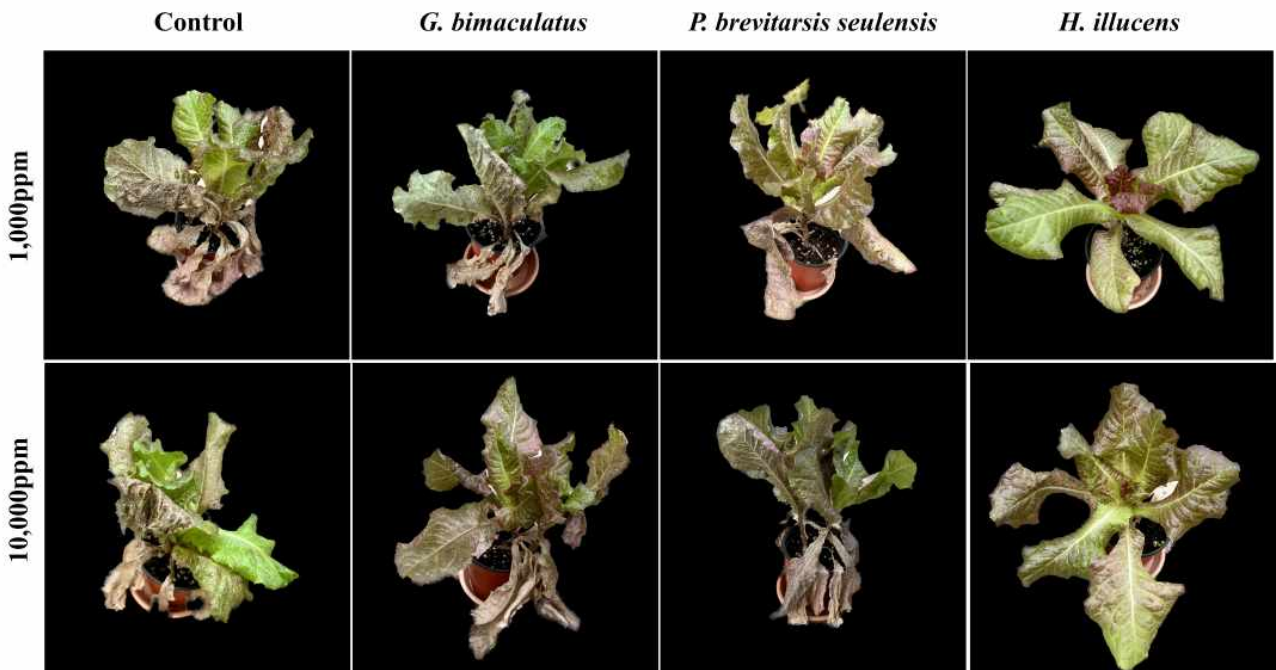 Control G. bimaculatus P. brevitarsis seulensis H. illucens
1,000ppm
10,000ppm